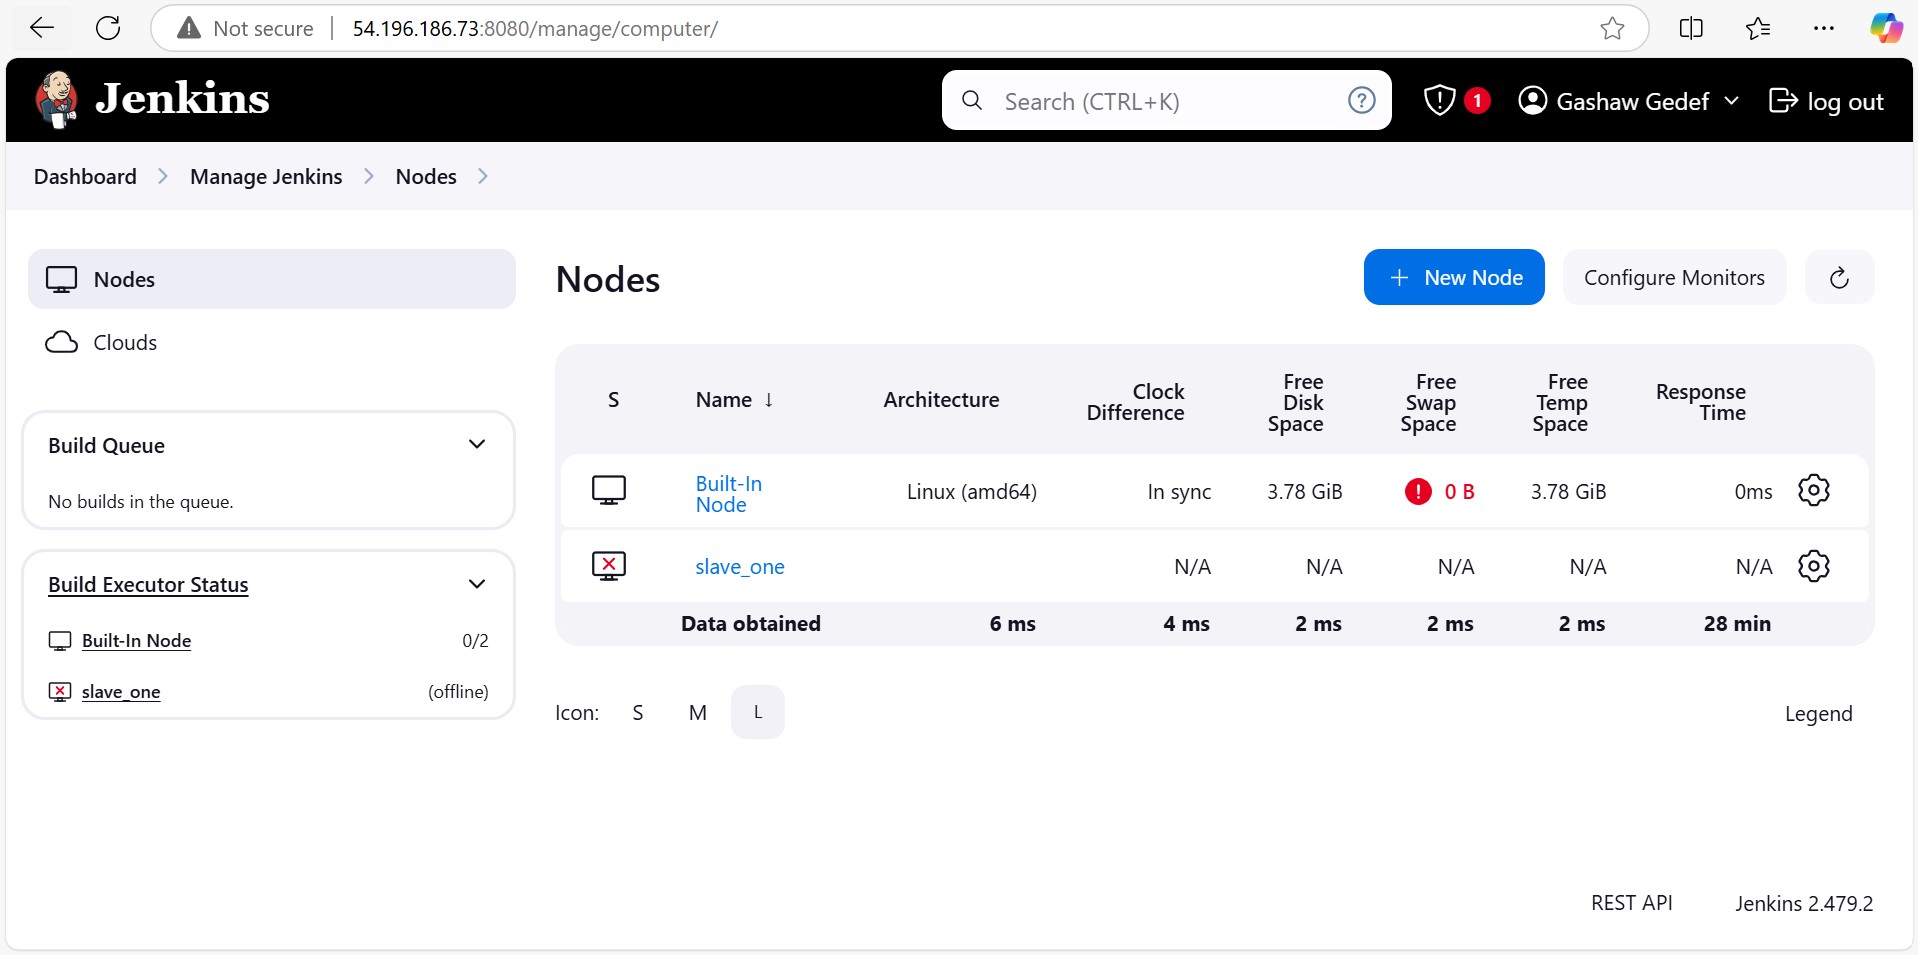 Not secure 54.196.186.73:8080/manage/computer/
Jenkins
Search (CTRL+K)
?
1
Gashaw Gedef
log out
Dashboard > Manage Jenkins > Nodes >
Nodes
Clouds
Build Queue
No builds in the queue.
Build Executor Status
Built-In Node 0/2
slave_one (offline)
Nodes
+ New Node
Configure Monitors
S Name ↓ Architecture Clock Difference Free Disk Space Free Swap Space Free Temp Space Response Time
Built-In Node Linux (amd64) In sync 3.78 GiB ! 0 B 3.78 GiB 0ms
slave_one N/A N/A N/A N/A N/A
Data obtained 6 ms 4 ms 2 ms 2 ms 2 ms 28 min
Icon: S M L
Legend
REST API Jenkins 2.479.2